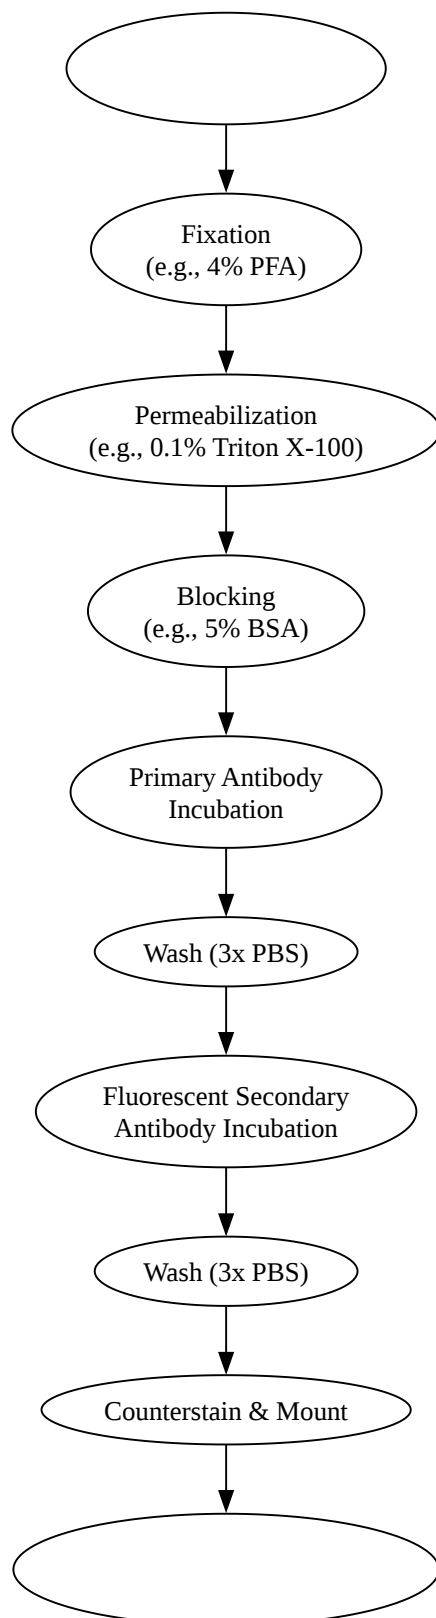 Fixation
(e.g., 4% PFA)
Permeabilization
(e.g., 0.1% Triton X-100)
Blocking
(e.g., 5% BSA)
Primary Antibody
Incubation
Wash (3x PBS)
Fluorescent Secondary
Antibody Incubation
Wash (3x PBS)
Counterstain & Mount